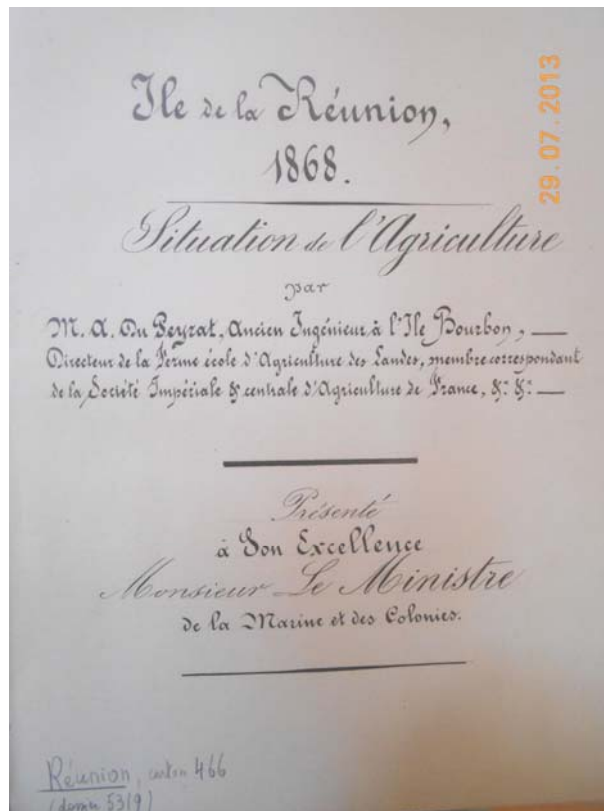 Ile de la Réunion,
1868.
Situation de l'Agriculture
par
M. A. Du Peyrat, Ancien Ingénieur à l'Ile Bourbon,
Directeur de la Ferme école d'Agriculture des Landes, membre correspondant
de la Société Impériale & centrale d'Agriculture de France, &a. &a.
Présenté
à Son Excellence
Monsieur Le Ministre
de la Marine et des Colonies.
Réunion, carton 466
(dossier 5319)
29.07.2013